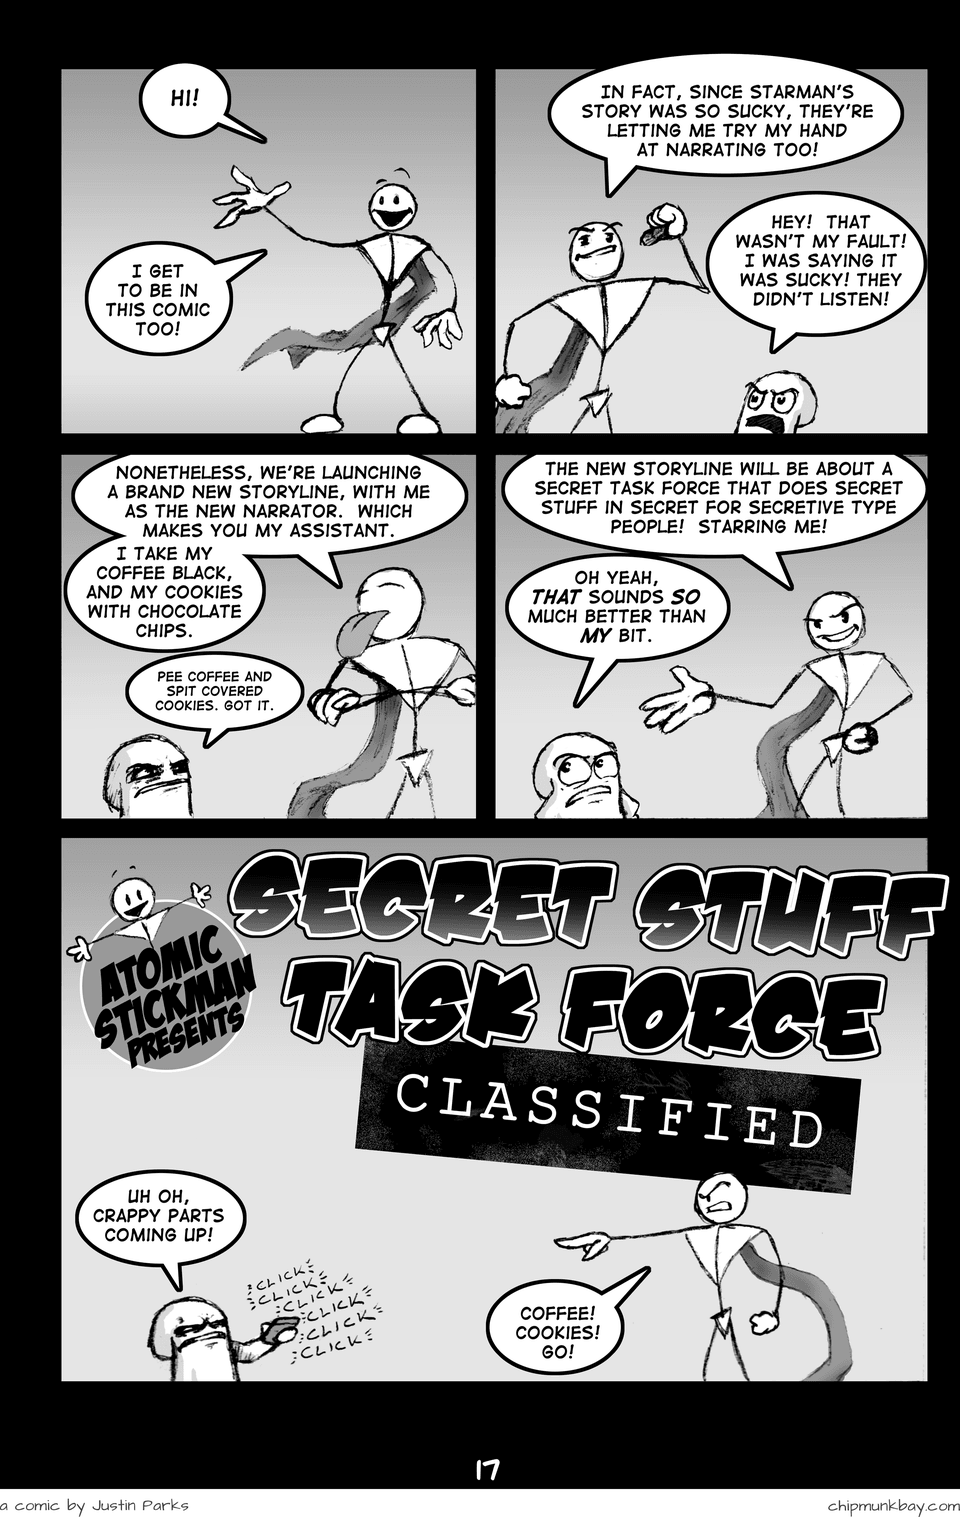 HI!
I GET
TO BE IN
THIS COMIC
TOO!
IN FACT, SINCE STARMAN'S
STORY WAS SO SUCKY, THEY'RE
LETTING ME TRY MY HAND
AT NARRATING TOO!
HEY! THAT
WASN'T MY FAULT!
I WAS SAYING IT
WAS SUCKY! THEY
DIDN'T LISTEN!
NONETHELESS, WE'RE LAUNCHING
A BRAND NEW STORYLINE, WITH ME
AS THE NEW NARRATOR. WHICH
MAKES YOU MY ASSISTANT.
I TAKE MY
COFFEE BLACK,
AND MY COOKIES
WITH CHOCOLATE
CHIPS.
PEE COFFEE AND
SPIT COVERED
COOKIES. GOT IT.
THE NEW STORYLINE WILL BE ABOUT A
SECRET TASK FORCE THAT DOES SECRET
STUFF IN SECRET FOR SECRETIVE TYPE
PEOPLE! STARRING ME!
OH YEAH,
THAT SOUNDS SO
MUCH BETTER THAN
MY BIT.
ATOMIC
STICKMAN
PRESENTS
SECRET STUFF
TASK FORCE
CLASSIFIED
UH OH,
CRAPPY PARTS
COMING UP!
CLICK
CLICK
CLICK
CLICK
CLICK
CLICK
COFFEE!
COOKIES!
GO!
17
a comic by Justin Parks
chipmunkbay.com